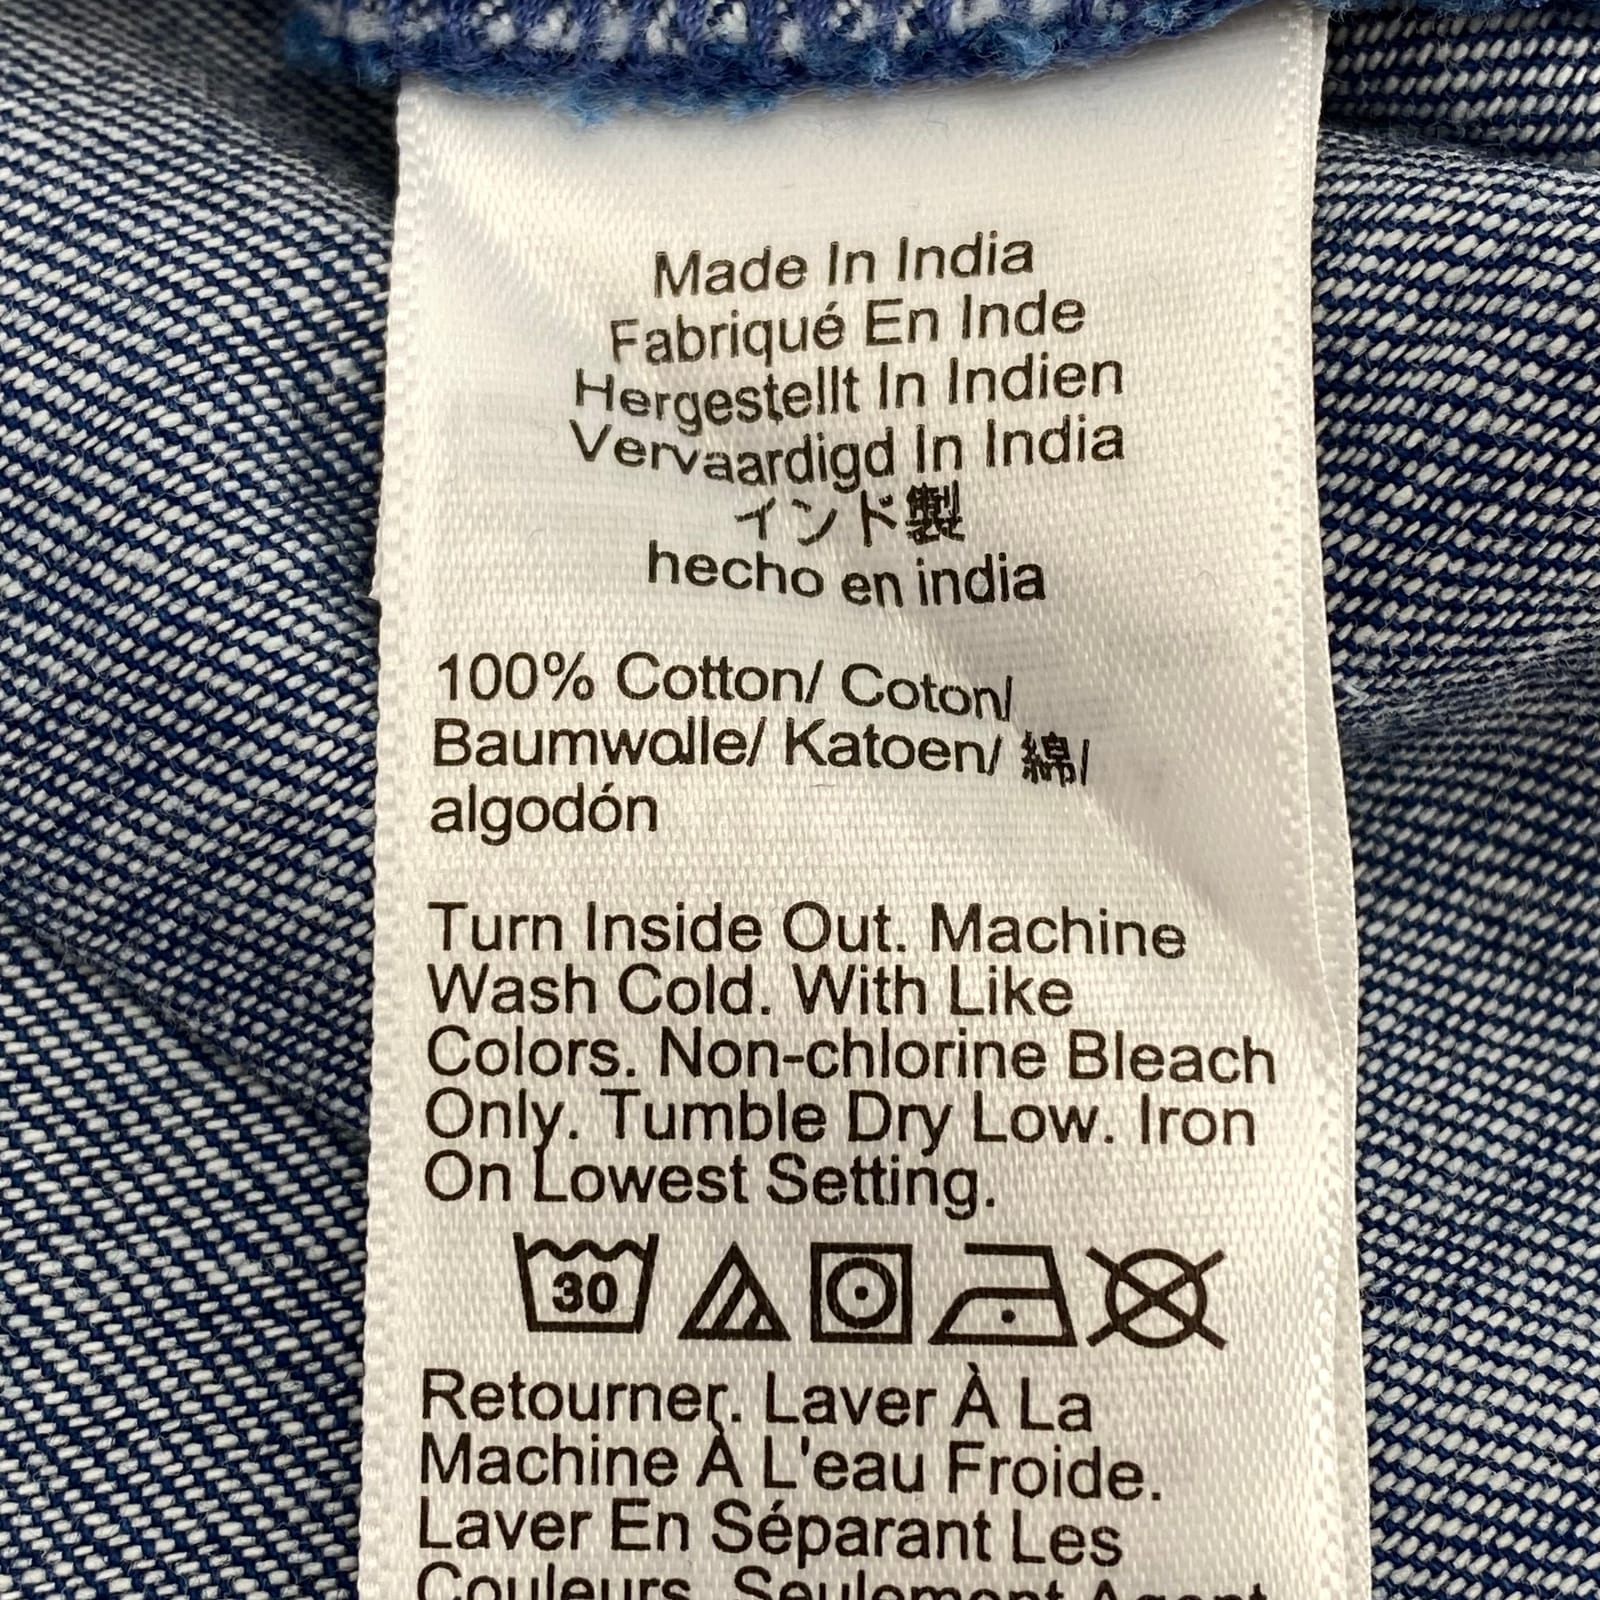 Made In India
Fabriqué En Inde
Hergestellt In Indien
Vervaardigd In India
インド製
hecho en india
100% Cotton/ Coton/
Baumwolle/ Katoen/ 綿/
algodón
Turn Inside Out. Machine
Wash Cold. With Like
Colors. Non-chlorine Bleach
Only. Tumble Dry Low. Iron
On Lowest Setting.
30
Retourner. Laver À La
Machine À L'eau Froide.
Laver En Séparant Les
Couleurs. Seulement Agent